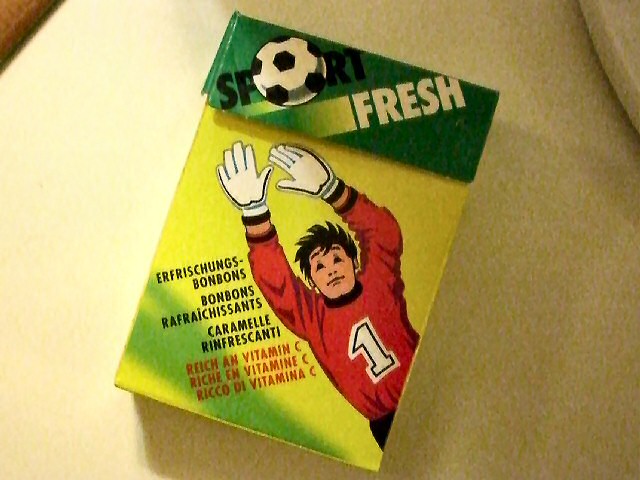 SPORT
FRESH
ERFRISCHUNGS-
BONBONS
BONBONS
RAFRAÎCHISSANTS
CARAMELLE
RINFRESCANTI
REICH AN VITAMIN C
RICHE EN VITAMINE C
RICCO DI VITAMINA C
1